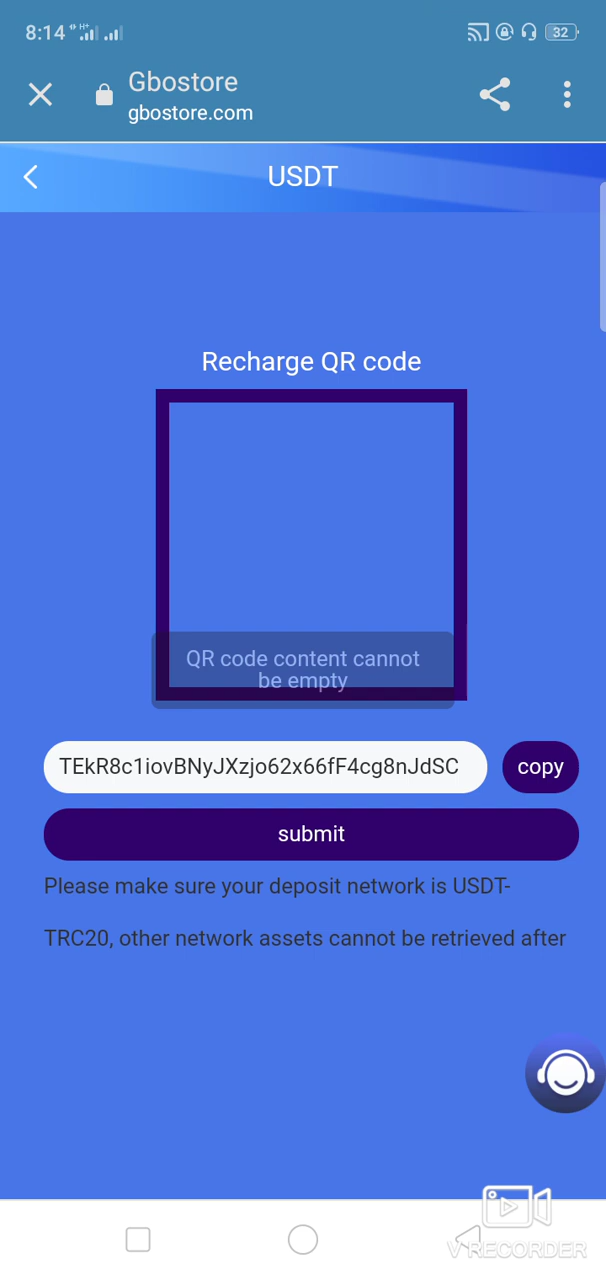 8:14
H+
32
Gbostore
gbostore.com
USDT
Recharge QR code
QR code content cannot
be empty
TEkR8c1iovBNyJXzjo62x66fF4cg8nJdSC
copy
submit
Please make sure your deposit network is USDT-
TRC20, other network assets cannot be retrieved after
V RECORDER